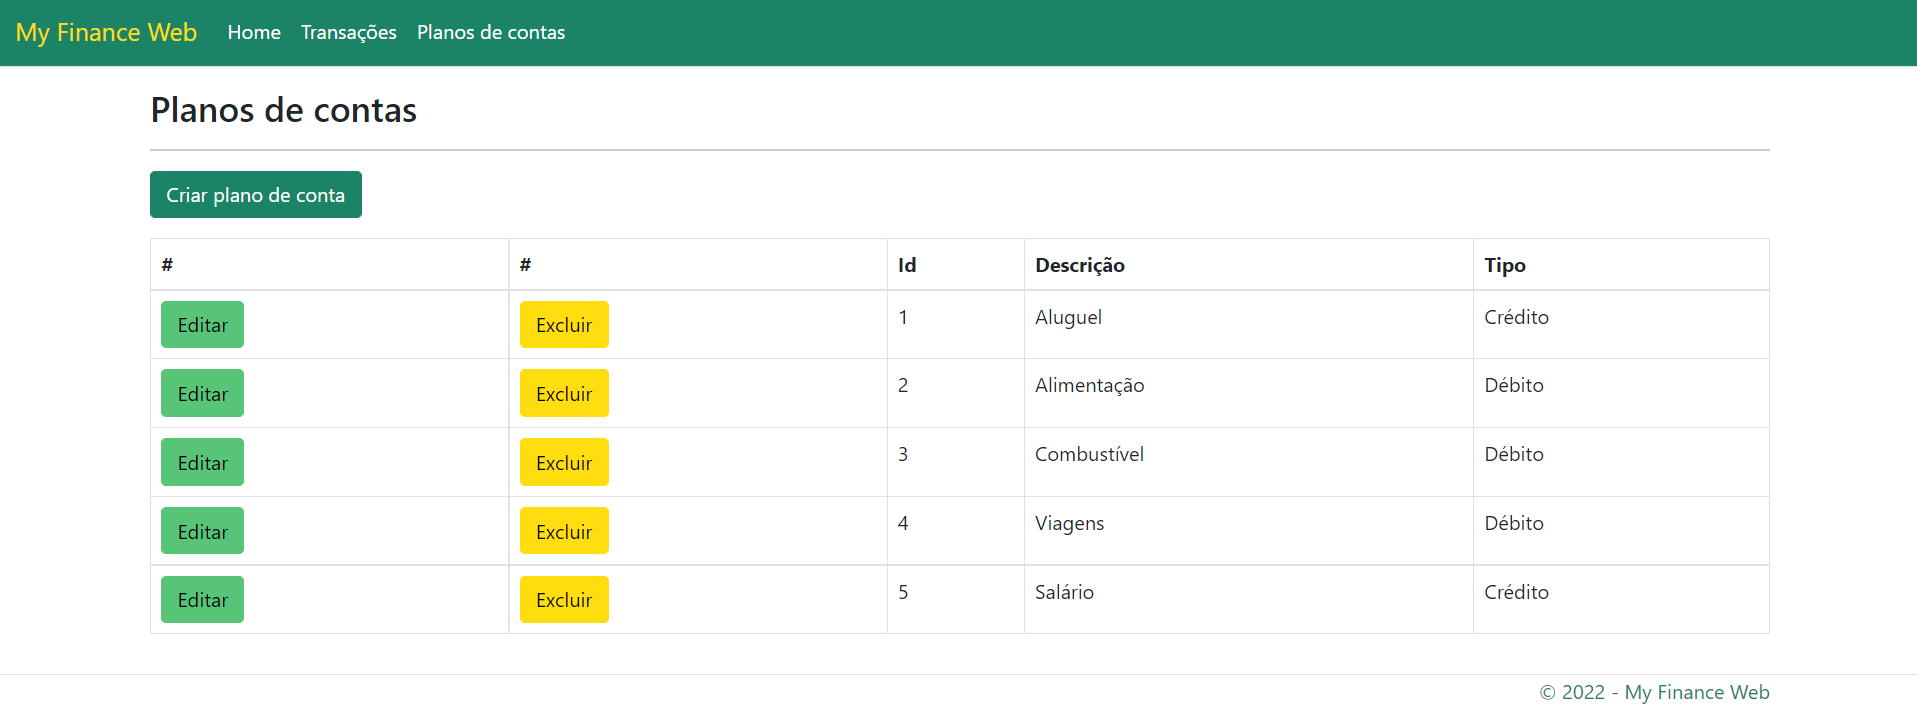 My Finance Web Home Transações Planos de contas
Planos de contas
Criar plano de conta
# # Id Descrição Tipo
Editar Excluir 1 Aluguel Crédito
Editar Excluir 2 Alimentação Débito
Editar Excluir 3 Combustível Débito
Editar Excluir 4 Viagens Débito
Editar Excluir 5 Salário Crédito
© 2022 - My Finance Web